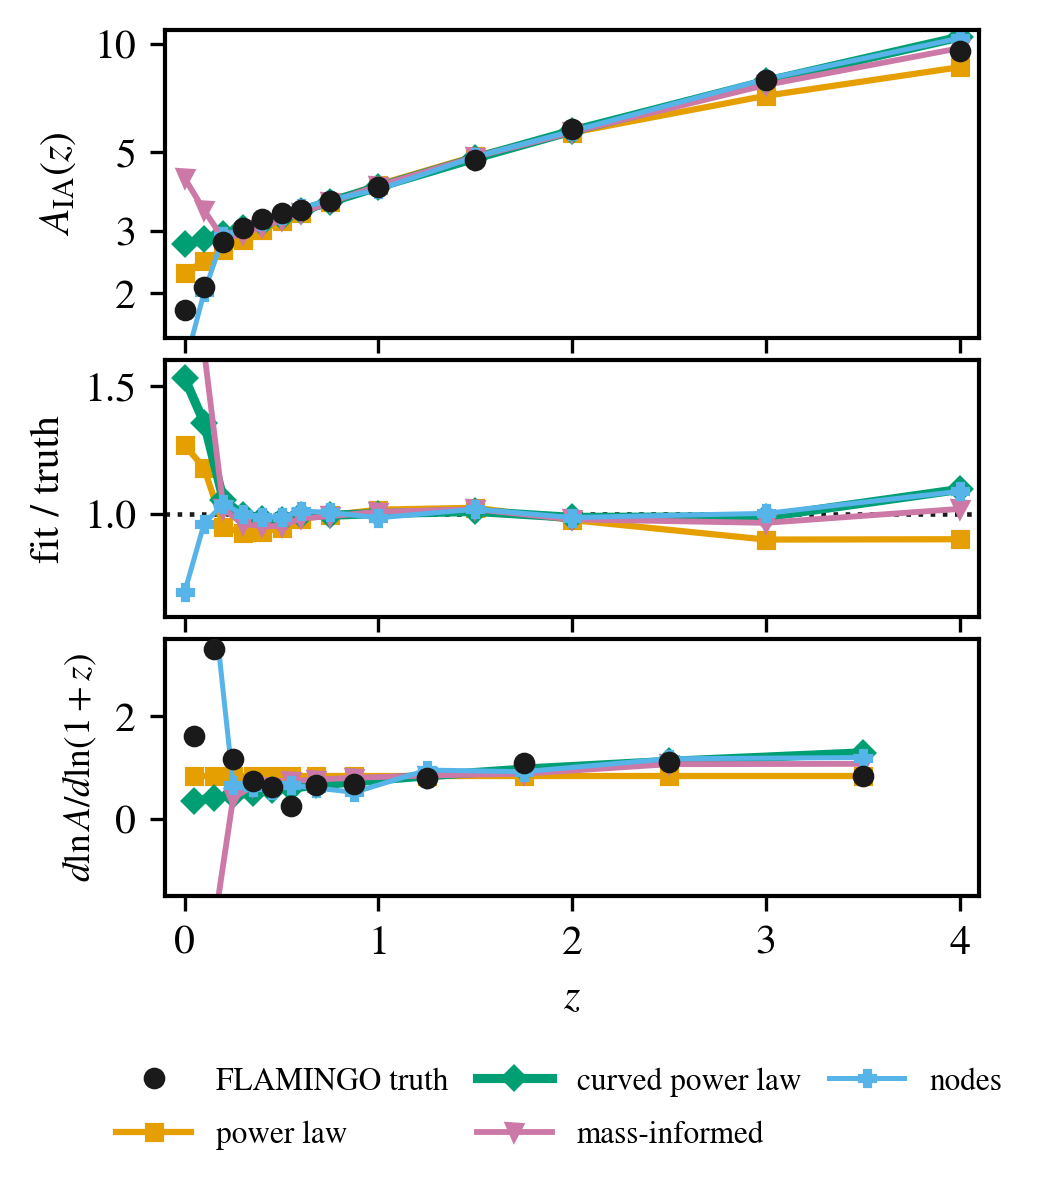 10
5
3
2
A_IA(z)
1.5
1.0
fit / truth
2
0
d ln A/d ln(1 + z)
0 1 2 3 4
z
FLAMINGO truth curved power law nodes
power law mass-informed